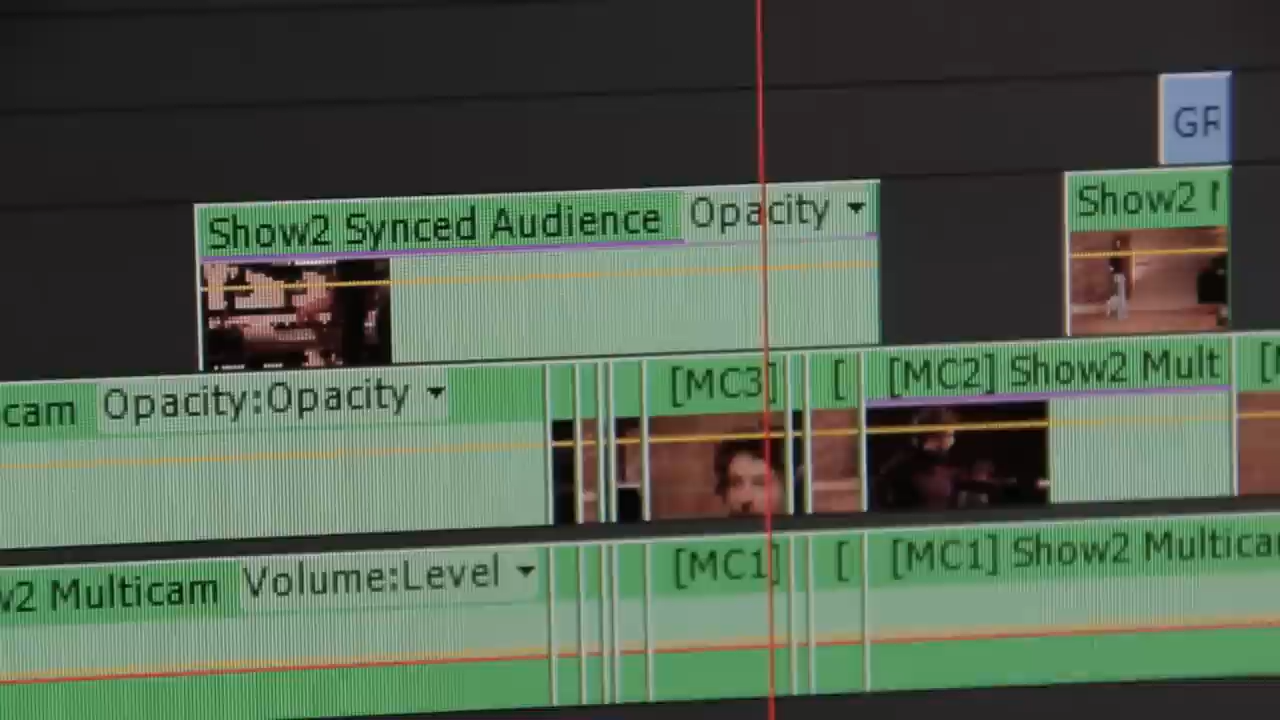 GR
Show2 Synced Audience Opacity
Show2
cam Opacity:Opacity [MC3] [ [MC2] Show2 Mult [
w2 Multicam Volume:Level [MC1] [ [MC1] Show2 Multica